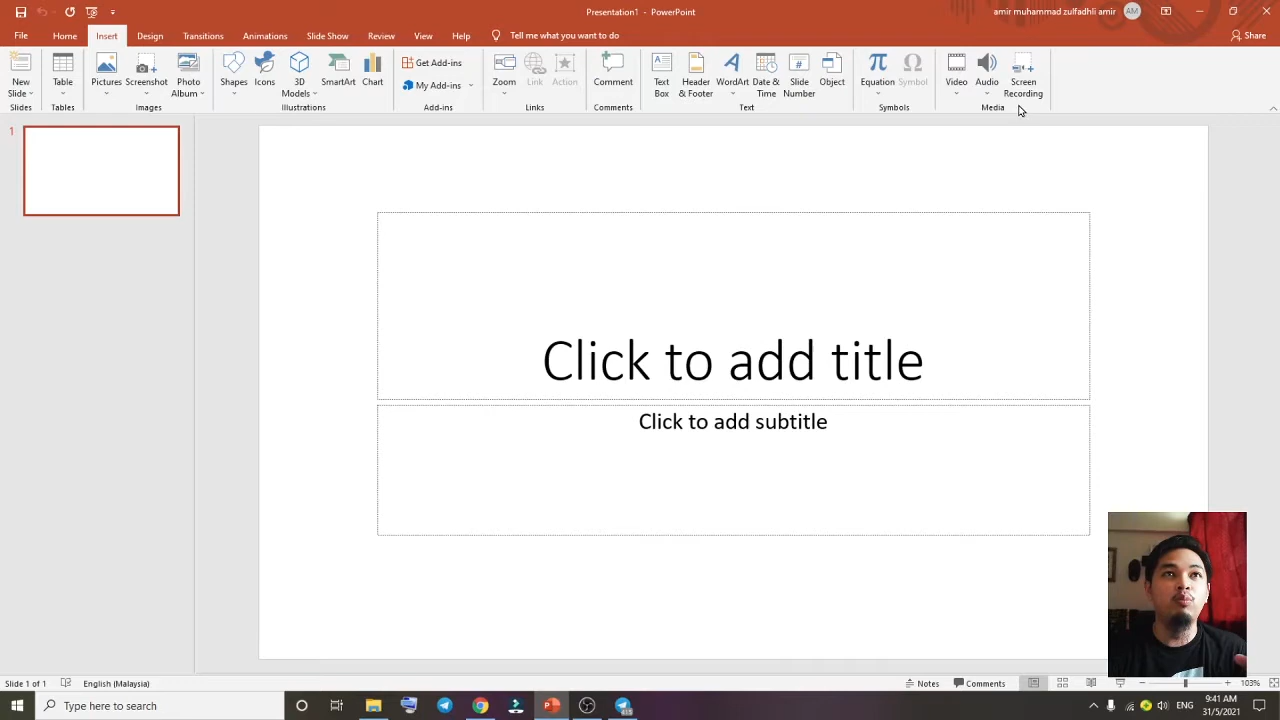 Presentation1 - PowerPoint
amir muhammad zulfadhli amir
AM
File Home Insert Design Transitions Animations Slide Show Review View Help Tell me what you want to do Share
New Slide
Table
Pictures Screenshot Photo Album
Shapes Icons 3D Models SmartArt Chart
Get Add-ins
My Add-ins
Zoom Link Action
Comment
Text Box Header & Footer WordArt Date & Time Slide Number Object
Equation Symbol
Video Audio Screen Recording
Slides Tables Images Illustrations Add-ins Links Comments Text Symbols Media
1
Click to add title
Click to add subtitle
Slide 1 of 1 English (Malaysia) Notes Comments 103%
Type here to search
ENG
9:41 AM
31/5/2021